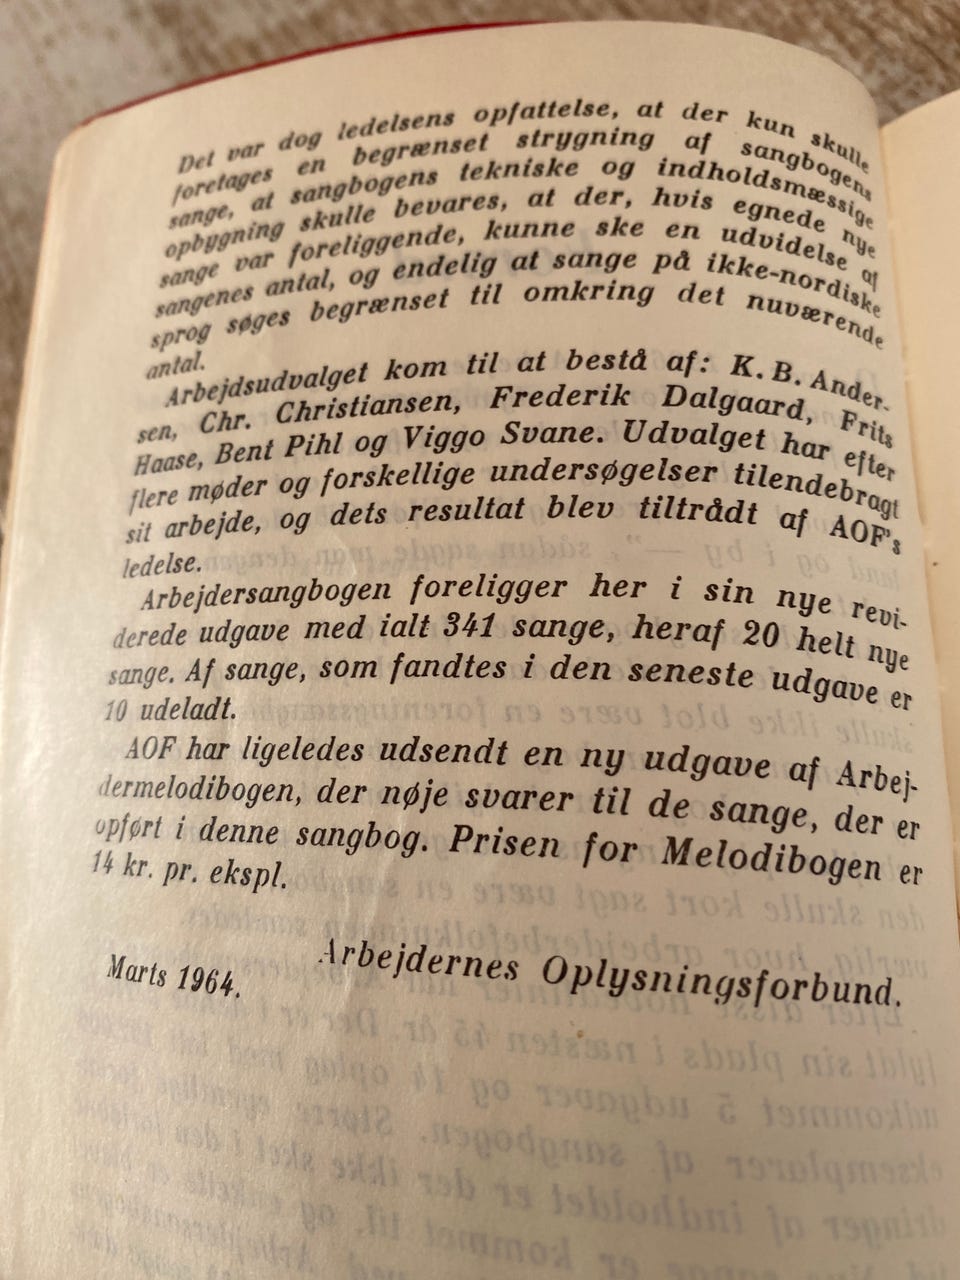 Det var dog ledelsens opfattelse, at der kun skulle
foretages en begrænset strygning af sangbogens
sange, at sangbogens tekniske og indholdsmæssige
opbygning skulle bevares, at der, hvis egnede nye
sange var foreliggende, kunne ske en udvidelse af
sangenes antal, og endelig at sange på ikke-nordiske
sprog søges begrænset til omkring det nuværende
antal.
Arbejdsudvalget kom til at bestå af: K. B. Ander-
sen, Chr. Christiansen, Frederik Dalgaard, Frits
Haase, Bent Pihl og Viggo Svane. Udvalget har efter
flere møder og forskellige undersøgelser tilendebragt
sit arbejde, og dets resultat blev tiltrådt af AOF's
ledelse.
Arbejdersangbogen foreligger her i sin nye revi-
derede udgave med ialt 341 sange, heraf 20 helt nye
sange. Af sange, som fandtes i den seneste udgave er
10 udeladt.
AOF har ligeledes udsendt en ny udgave af Arbej-
dermelodibogen, der nøje svarer til de sange, der er
opført i denne sangbog. Prisen for Melodibogen er
14 kr. pr. ekspl.
Arbejdernes Oplysningsforbund.
Marts 1964.